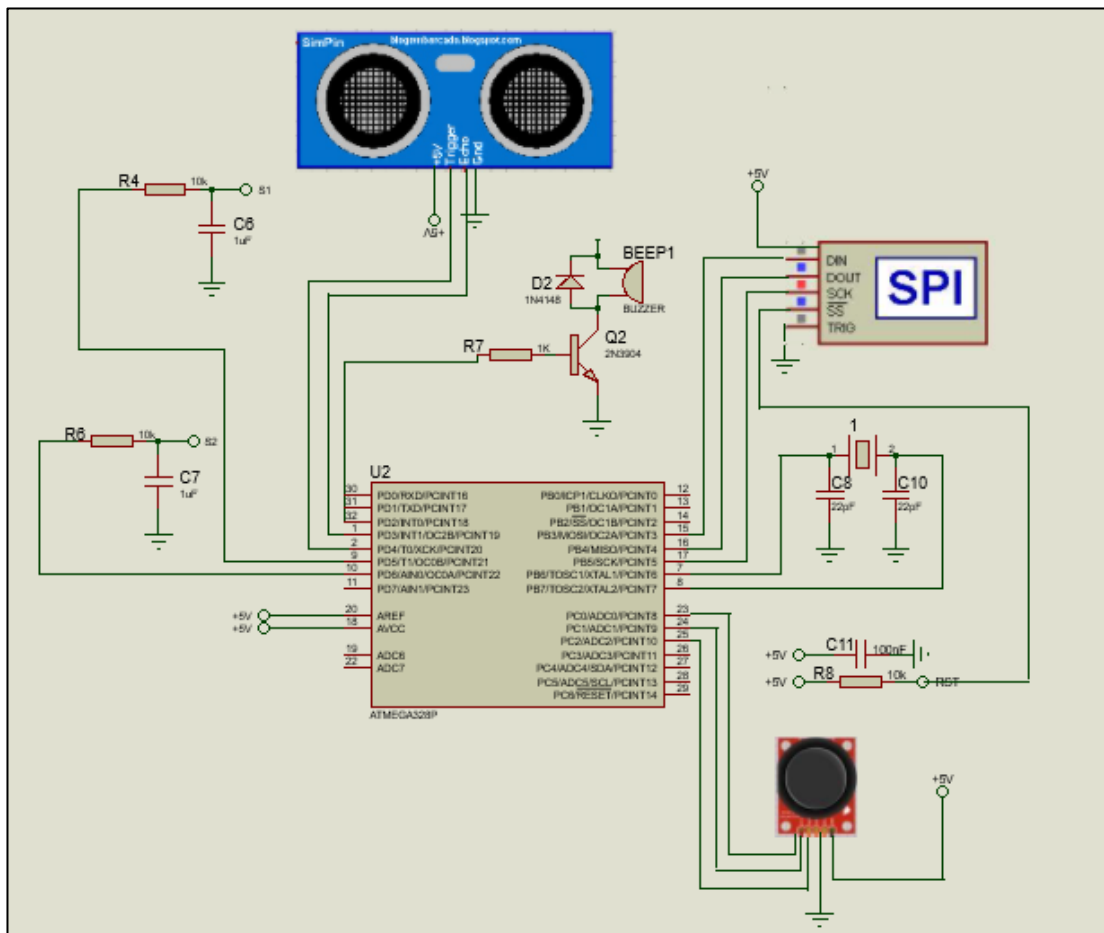 SimPin
blogembarcado.blogspot.com
+5V
Trigger
Echo
Gnd
+5V
R4
10k
S1
C6
1uF
R6
10k
S2
C7
1uF
BEEP1
BUZZER
D2
1N4148
Q2
2N3904
R7
1K
+5V
DIN
DOUT
SCK
SS
TRIG
SPI
1
1
2
C8
22pF
C10
22pF
U2
30 PD0/RXD/PCINT16
31 PD1/TXD/PCINT17
32 PD2/INT0/PCINT18
1 PD3/INT1/OC2B/PCINT19
2 PD4/T0/XCK/PCINT20
9 PD5/T1/OC0B/PCINT21
10 PD6/AIN0/OC0A/PCINT22
11 PD7/AIN1/PCINT23
+5V 20 AREF
+5V 18 AVCC
19 ADC6
22 ADC7
PB0/ICP1/CLKO/PCINT0 12
PB1/OC1A/PCINT1 13
PB2/SS/OC1B/PCINT2 14
PB3/MOSI/OC2A/PCINT3 15
PB4/MISO/PCINT4 16
PB5/SCK/PCINT5 17
PB6/TOSC1/XTAL1/PCINT6 7
PB7/TOSC2/XTAL2/PCINT7 8
PC0/ADC0/PCINT8 23
PC1/ADC1/PCINT9 24
PC2/ADC2/PCINT10 25
PC3/ADC3/PCINT11 26
PC4/ADC4/SDA/PCINT12 27
PC5/ADC5/SCL/PCINT13 28
PC6/RESET/PCINT14 29
ATMEGA328P
C11
+5V
100nF
R8
+5V
10k
RST
+5V